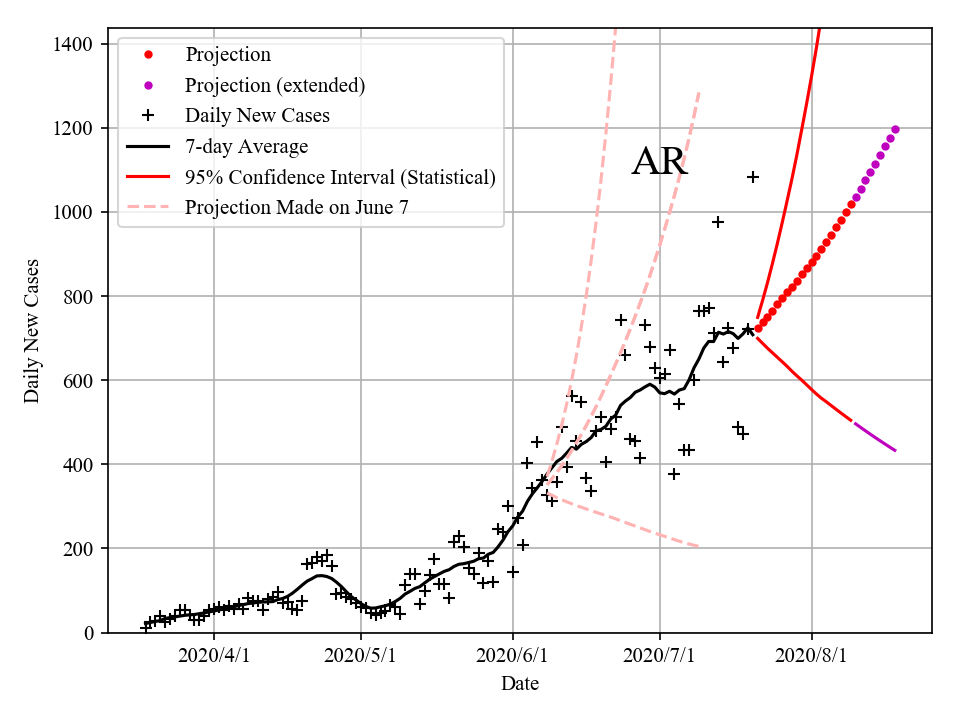 1400
1200
1000
800
600
400
200
0
Daily New Cases
Projection
Projection (extended)
Daily New Cases
7-day Average
95% Confidence Interval (Statistical)
Projection Made on June 7
AR
2020/4/1 2020/5/1 2020/6/1 2020/7/1 2020/8/1
Date